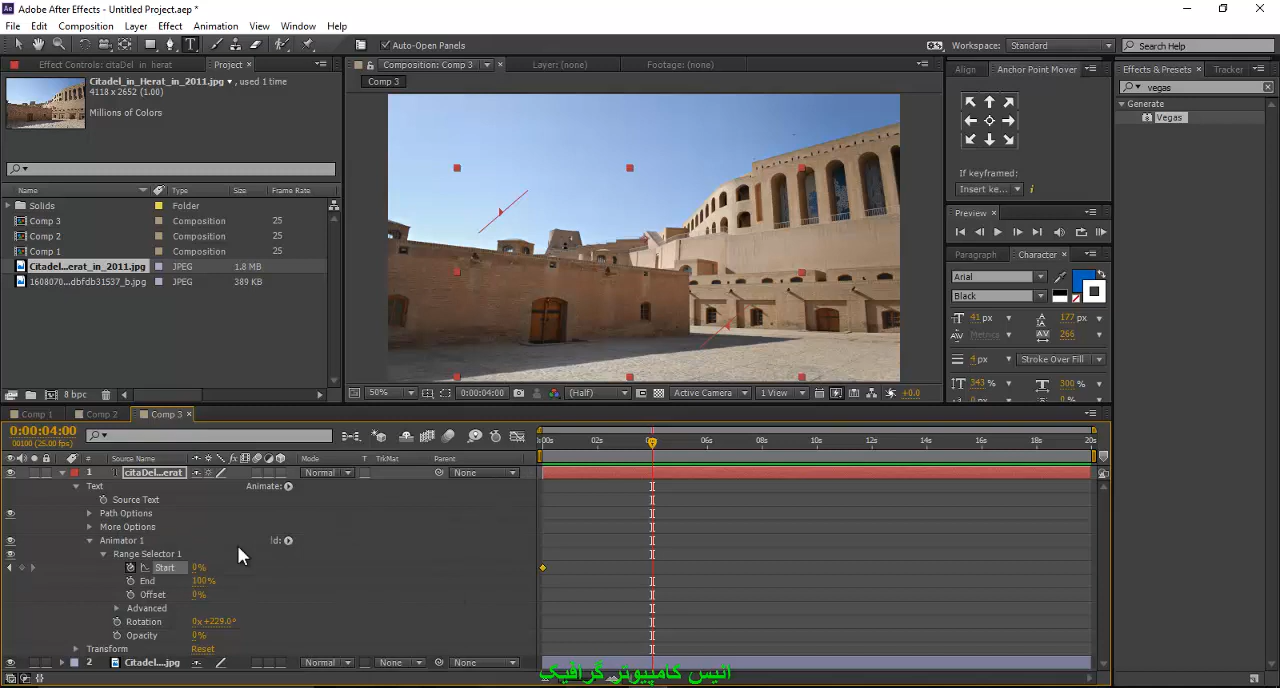 Adobe After Effects - Untitled Project.aep *
File Edit Composition Layer Effect Animation View Window Help
Auto-Open Panels
Workspace: Standard
Search Help
Effect Controls: citaDel_in_herat
Project ×
Citadel_in_Herat_in_2011.jpg ▾, used 1 time
4118 x 2652 (1.00)
Millions of Colors
Name Type Size Frame Rate
Solids Folder
Comp 3 Composition 25
Comp 2 Composition 25
Comp 1 Composition 25
Citadel...erat_in_2011.jpg JPEG 1.8 MB
1608070...dbfdb31537_b.jpg JPEG 389 KB
8 bpc
Composition: Comp 3
Layer: (none)
Footage: (none)
Comp 3
50%
0:00:04:00
(Half)
Active Camera
1 View
+0.0
Align Anchor Point Mover
If keyframed:
Insert ke...
Preview ×
Paragraph Character ×
Arial
Black
41 px 177 px
Metrics 266
4 px Stroke Over Fill
343 % 300 %
Effects & Presets × Tracker
vegas
Generate
Vegas
Comp 1 Comp 2 Comp 3 ×
0:00:04:00
00100 (25.00 fps)
# Source Name Mode T TrkMat Parent
:00s 02s 06s 08s 10s 12s 14s 16s 18s 20s
1 citaDel...erat Normal None
Text Animate:
Source Text
Path Options
More Options
Animator 1
Range Selector 1
Start 0%
End 100%
Offset 0%
Advanced
Rotation 0x+229.0°
Opacity 0%
Transform Reset
2 Citadel....jpg Normal None None
انیس کامپیوتر گرافیک